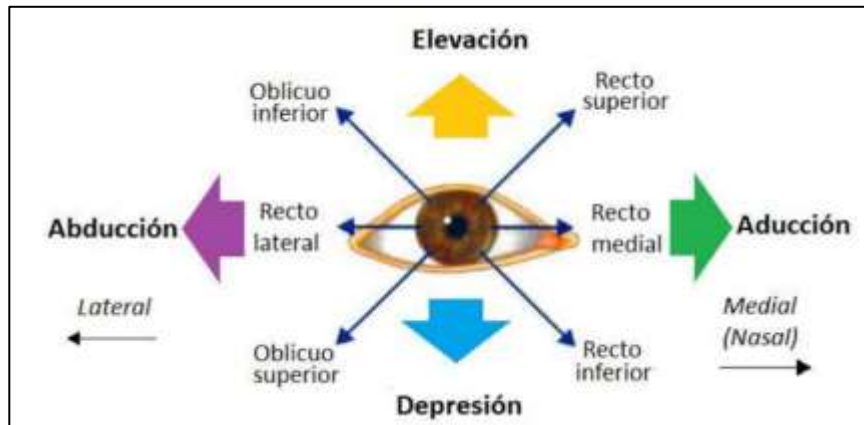 Elevación
Oblicuo
inferior
Recto
superior
Abducción
Recto
lateral
Recto
medial
Aducción
Lateral
Medial
(Nasal)
Oblicuo
superior
Recto
inferior
Depresión